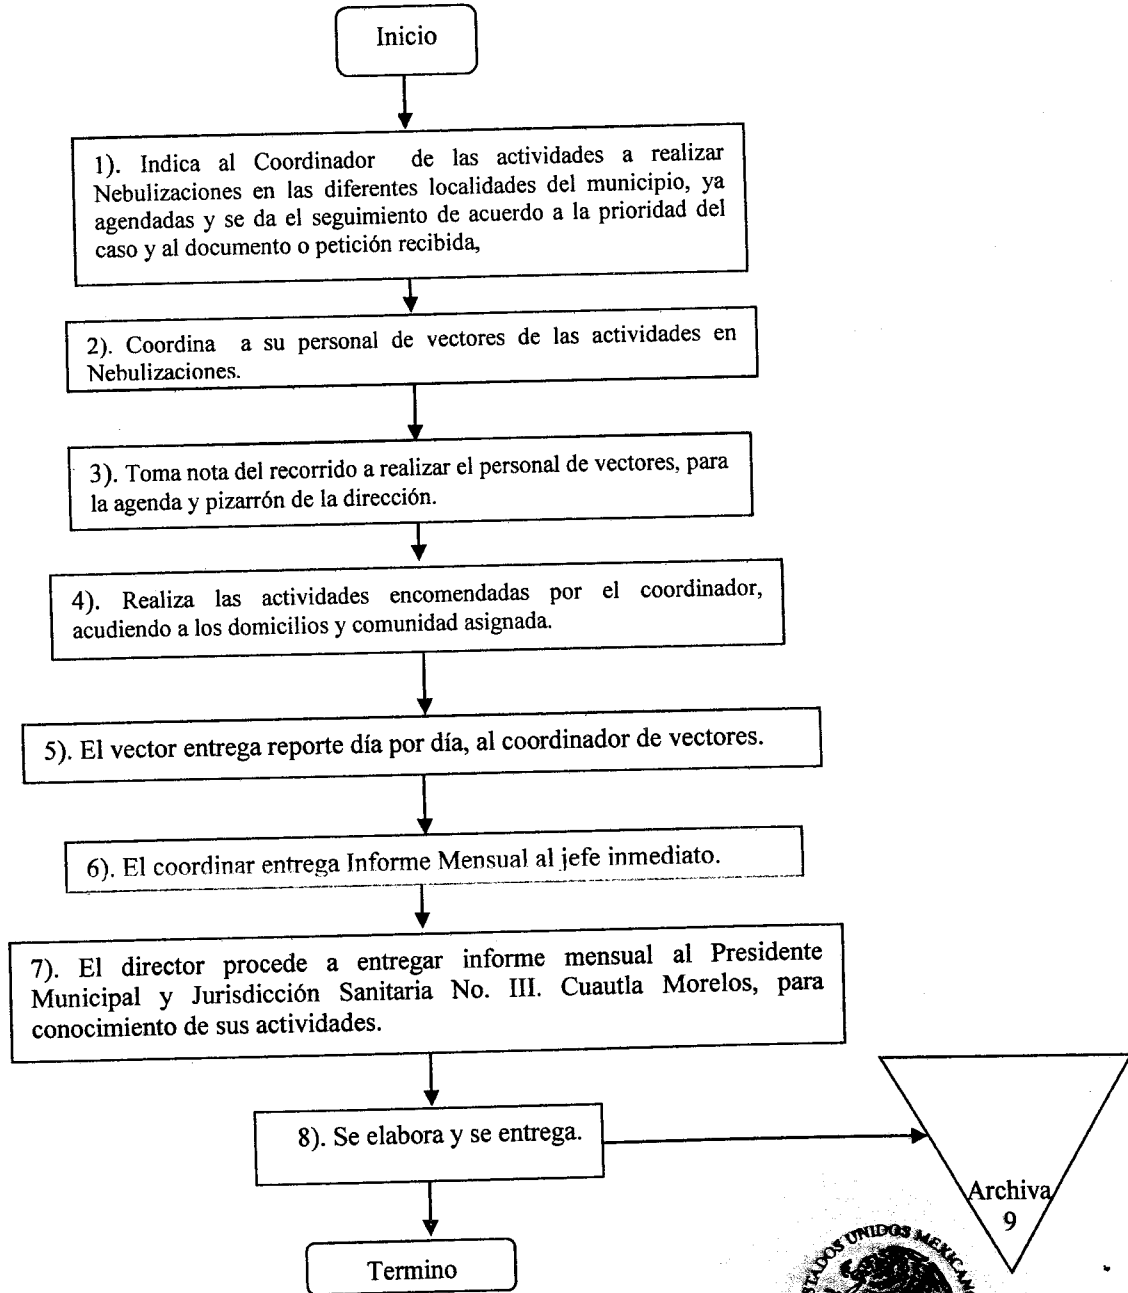 Inicio
1). Indica al Coordinador de las actividades a realizar
Nebulizaciones en las diferentes localidades del municipio, ya
agendadas y se da el seguimiento de acuerdo a la prioridad del
caso y al documento o petición recibida,
2). Coordina a su personal de vectores de las actividades en
Nebulizaciones.
3). Toma nota del recorrido a realizar el personal de vectores, para
la agenda y pizarrón de la dirección.
4). Realiza las actividades encomendadas por el coordinador,
acudiendo a los domicilios y comunidad asignada.
5). El vector entrega reporte día por día, al coordinador de vectores.
6). El coordinar entrega Informe Mensual al jefe inmediato.
7). El director procede a entregar informe mensual al Presidente
Municipal y Jurisdicción Sanitaria No. III. Cuautla Morelos, para
conocimiento de sus actividades.
8). Se elabora y se entrega.
Archiva
9
Termino
UNIDOS